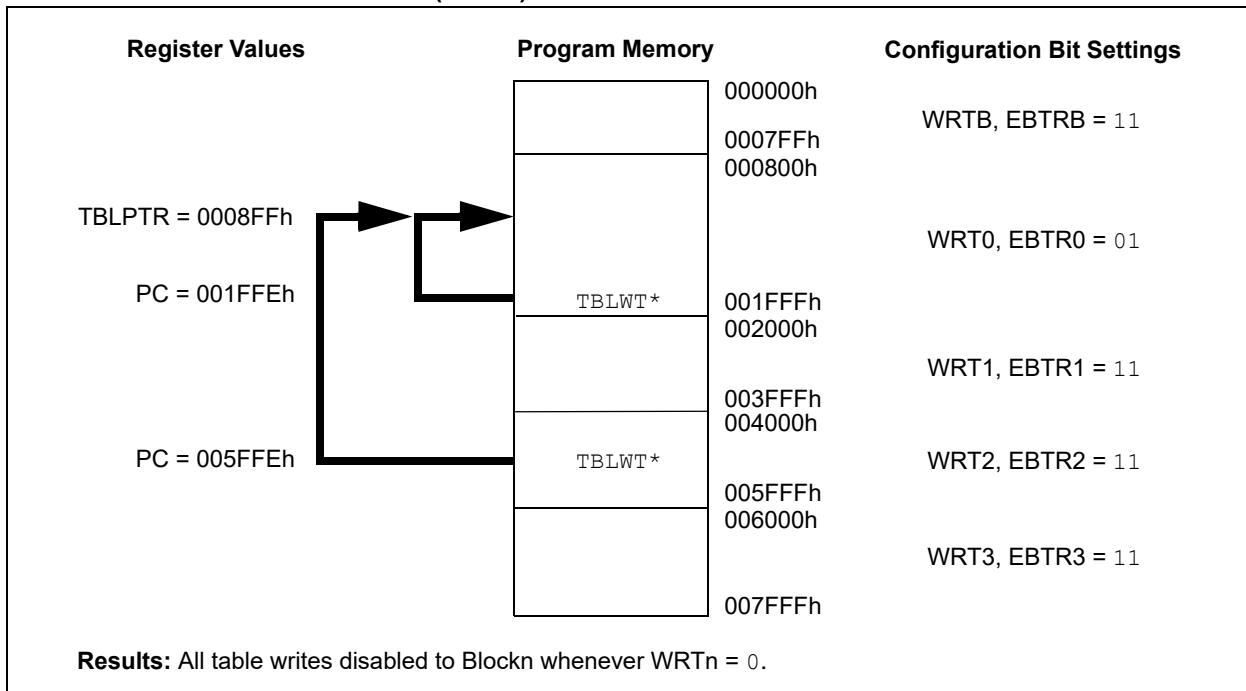 Register Values Program Memory Configuration Bit Settings
000000h
WRTB, EBTRB = 11
0007FFh
000800h
TBLPTR = 0008FFh
WRT0, EBTR0 = 01
PC = 001FFEh TBLWT* 001FFFh
002000h
WRT1, EBTR1 = 11
003FFFh
004000h
PC = 005FFEh TBLWT* WRT2, EBTR2 = 11
005FFFh
006000h
WRT3, EBTR3 = 11
007FFFh
Results: All table writes disabled to Blockn whenever WRTn = 0.